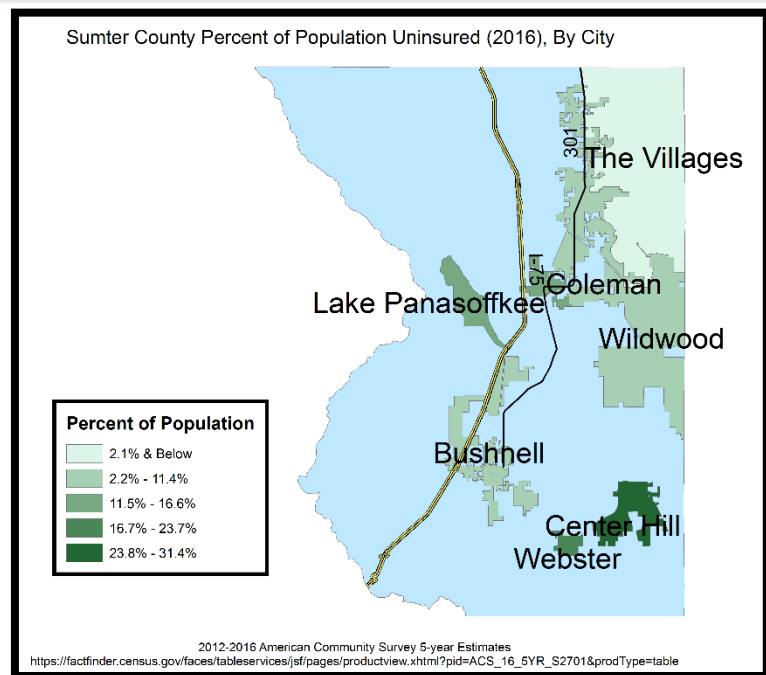 Sumter County Percent of Population Uninsured (2016), By City
301
The Villages
I-75
Coleman
Lake Panasoffkee
Wildwood
Percent of Population
2.1% & Below
2.2% - 11.4%
11.5% - 16.6%
16.7% - 23.7%
23.8% - 31.4%
Bushnell
Center Hill
Webster
2012-2016 American Community Survey 5-year Estimates
https://factfinder.census.gov/faces/tableservices/jsf/pages/productview.xhtml?pid=ACS_16_5YR_S2701&prodType=table